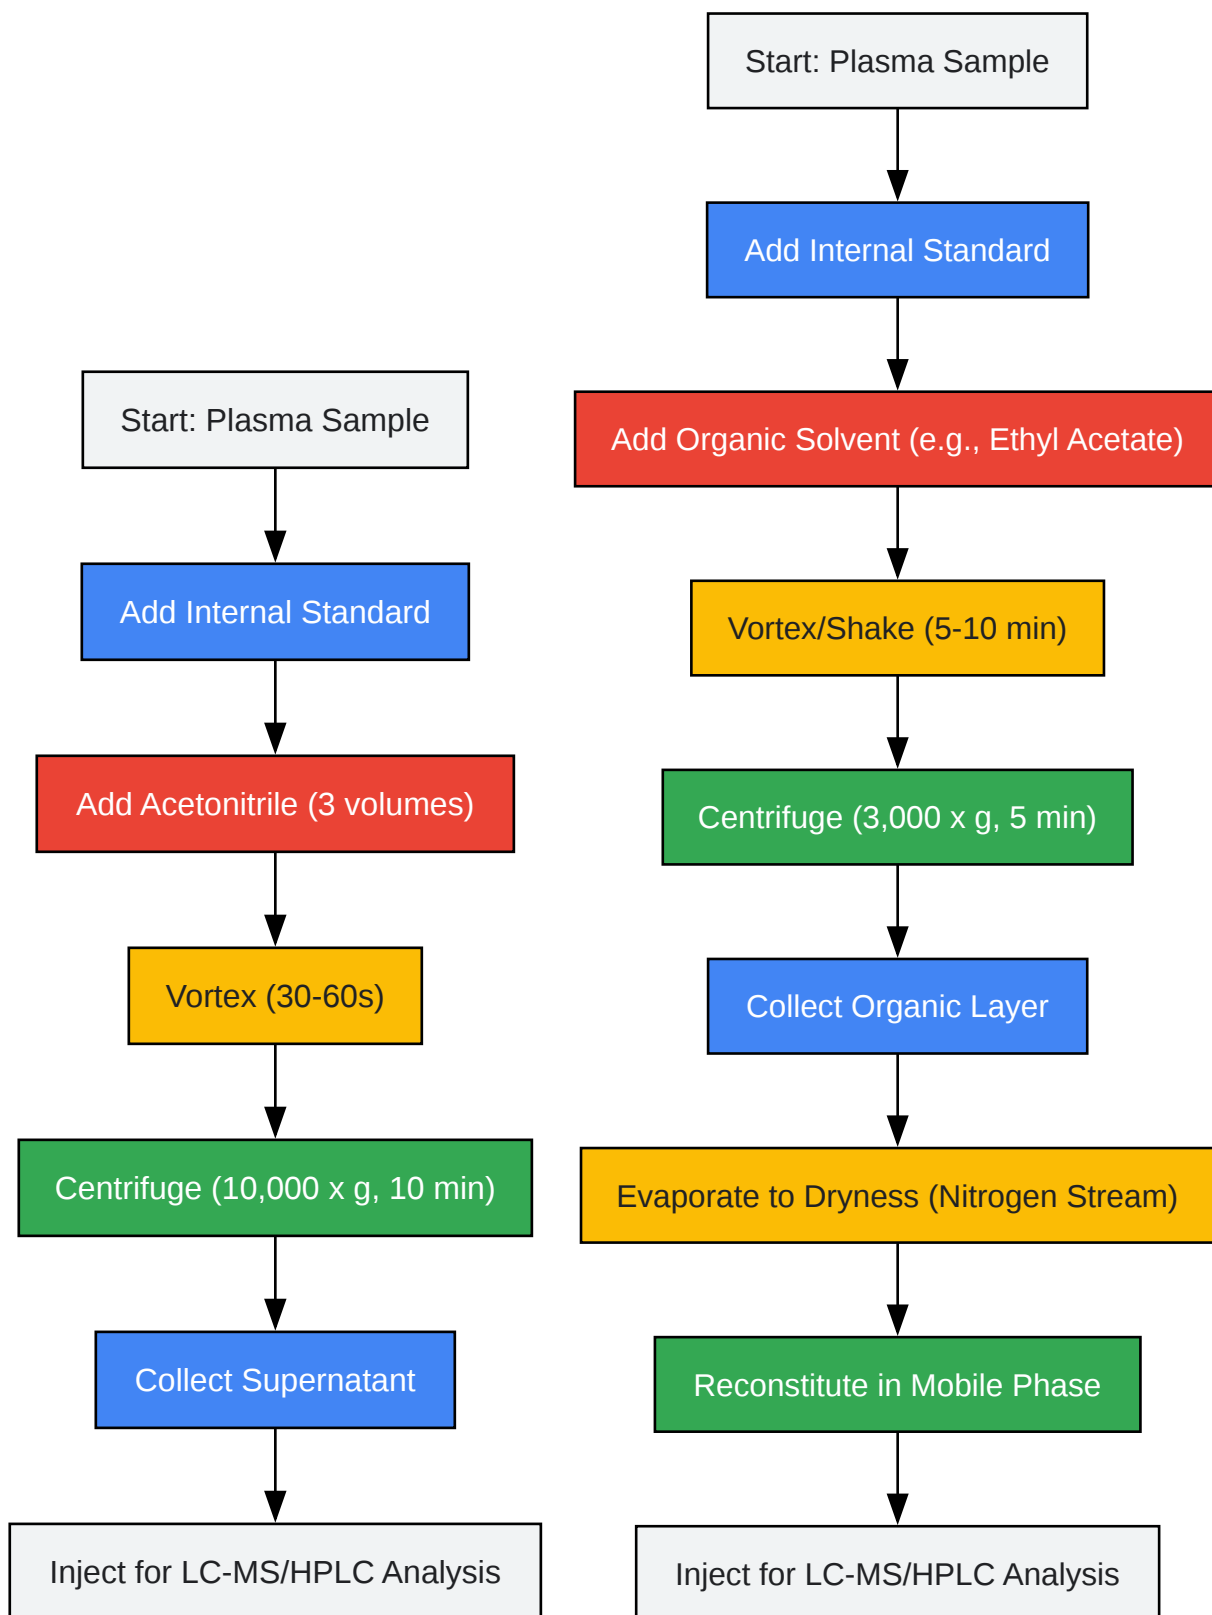 Start: Plasma Sample
Add Internal Standard
Add Acetonitrile (3 volumes)
Vortex (30-60s)
Centrifuge (10,000 x g, 10 min)
Collect Supernatant
Inject for LC-MS/HPLC Analysis
Start: Plasma Sample
Add Internal Standard
Add Organic Solvent (e.g., Ethyl Acetate)
Vortex/Shake (5-10 min)
Centrifuge (3,000 x g, 5 min)
Collect Organic Layer
Evaporate to Dryness (Nitrogen Stream)
Reconstitute in Mobile Phase
Inject for LC-MS/HPLC Analysis